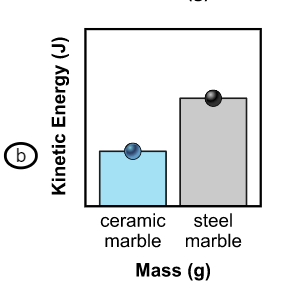 Kinetic Energy (J)
b
ceramic
marble
steel
marble
Mass (g)